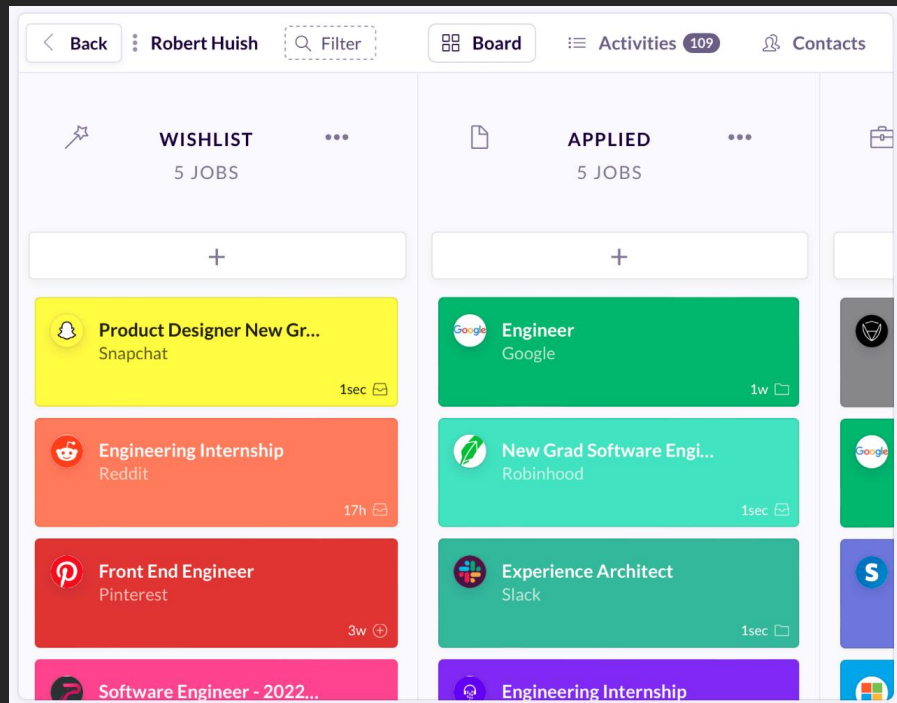 Back
Robert Huish
Filter
Board
Activities 109
Contacts
WISHLIST
5 JOBS
+
Product Designer New Gr...
Snapchat
1sec
Engineering Internship
Reddit
17h
Front End Engineer
Pinterest
3w
Software Engineer - 2022...
APPLIED
5 JOBS
+
Google
Engineer
Google
1w
New Grad Software Engi...
Robinhood
1sec
Experience Architect
Slack
1sec
Engineering Internship
Google
S